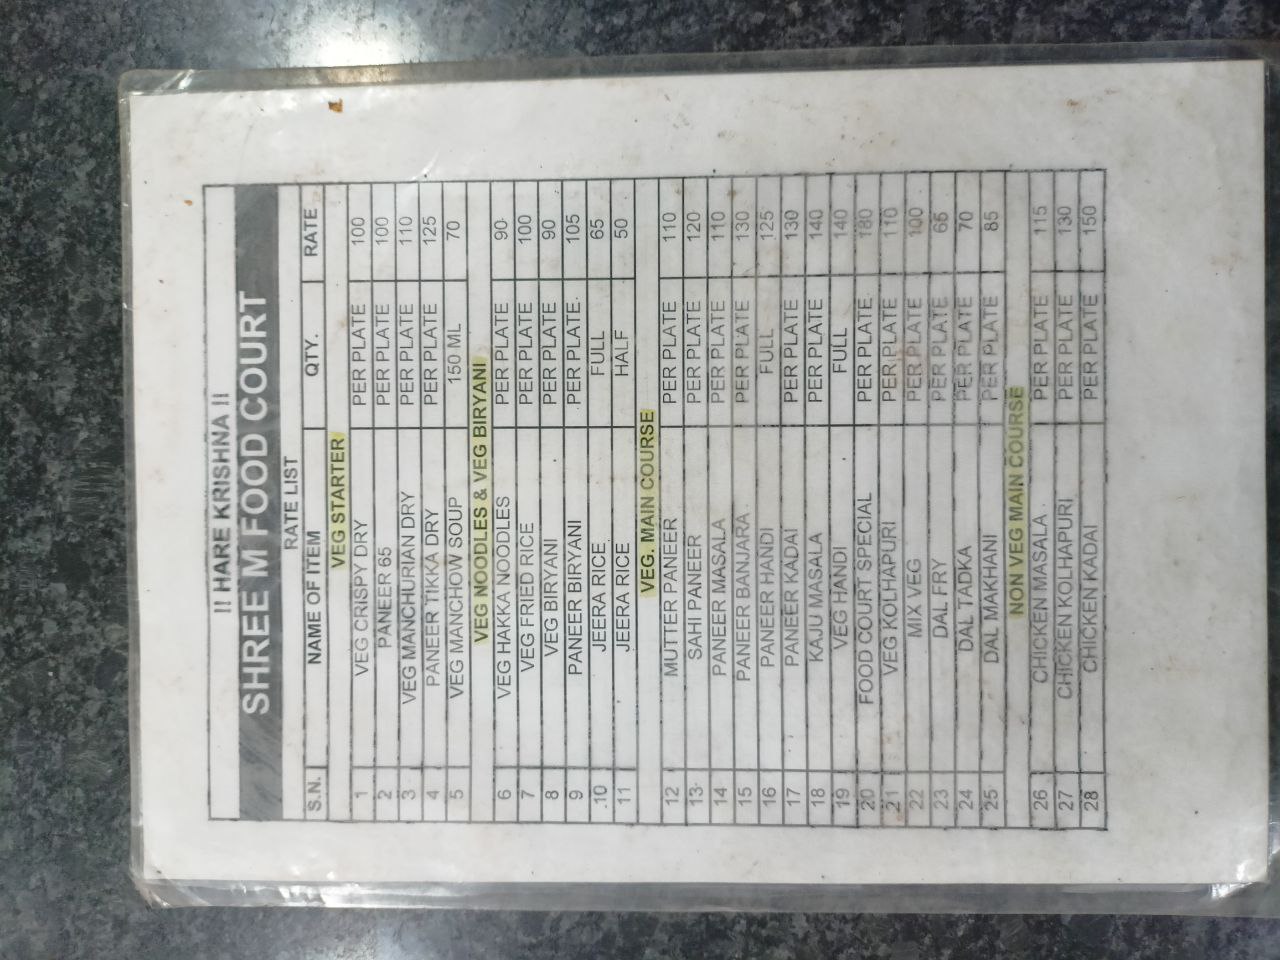 !! HARE KRISHNA !!
SHREE M FOOD COURT
RATE LIST
S.N. NAME OF ITEM QTY. RATE
VEG STARTER
1 VEG CRISPY DRY PER PLATE 100
2 PANEER 65 PER PLATE 100
3 VEG MANCHURIAN DRY PER PLATE 110
4 PANEER TIKKA DRY PER PLATE 125
5 VEG MANCHOW SOUP 150 ML 70
VEG NOODLES & VEG BIRYANI
6 VEG HAKKA NOODLES PER PLATE 90
7 VEG FRIED RICE PER PLATE 100
8 VEG BIRYANI PER PLATE 90
9 PANEER BIRYANI PER PLATE 105
10 JEERA RICE FULL 65
11 JEERA RICE HALF 50
VEG. MAIN COURSE
12 MUTTER PANEER PER PLATE 110
13 SAHI PANEER PER PLATE 120
14 PANEER MASALA PER PLATE 110
15 PANEER BANJARA PER PLATE 130
16 PANEER HANDI FULL 125
17 PANEER KADAI PER PLATE 130
18 KAJU MASALA PER PLATE 140
19 VEG HANDI FULL 140
20 FOOD COURT SPECIAL PER PLATE 180
21 VEG KOLHAPURI PER PLATE 110
22 MIX VEG PER PLATE 100
23 DAL FRY PER PLATE 65
24 DAL TADKA PER PLATE 70
25 DAL MAKHANI PER PLATE 85
NON VEG MAIN COURSE
26 CHICKEN MASALA PER PLATE 115
27 CHICKEN KOLHAPURI PER PLATE 130
28 CHICKEN KADAI PER PLATE 150